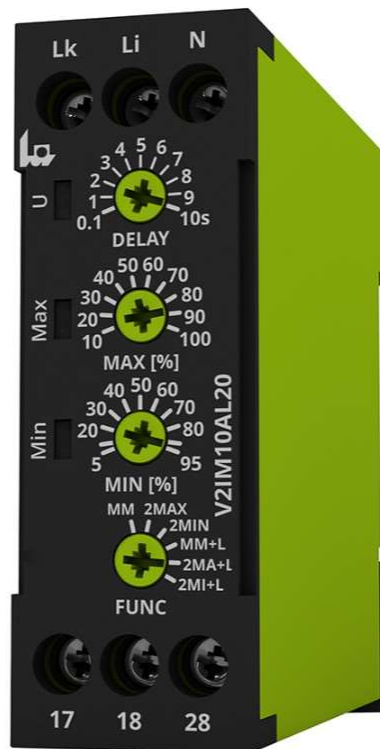 Lk Li N
U
0.1 1 2 3 4 5 6 7 8 9 10s
DELAY
Max
10 20 30 40 50 60 70 80 90 100
MAX [%]
Min
5 20 30 40 50 60 70 80 95
MIN [%]
V2IM10AL20
MM 2MAX 2MIN MM+L 2MA+L 2MI+L
FUNC
17 18 28